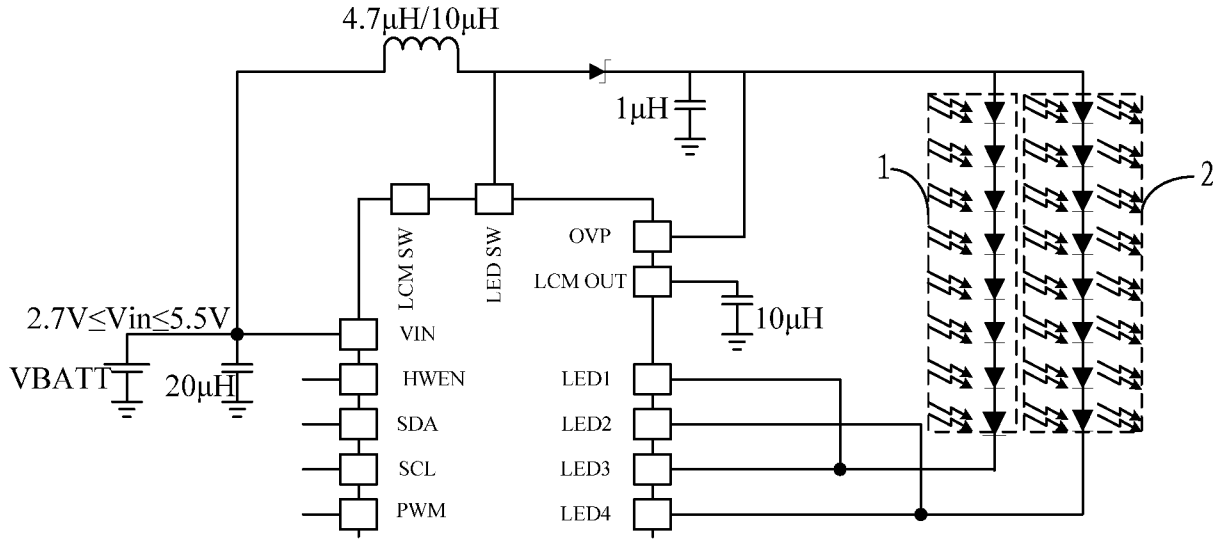 4.7μH/10μH
1μH
1
2
LCM SW
LED SW
OVP
LCM OUT
10μH
2.7V≤Vin≤5.5V
VBATT
20μH
VIN
HWEN
SDA
SCL
PWM
LED1
LED2
LED3
LED4